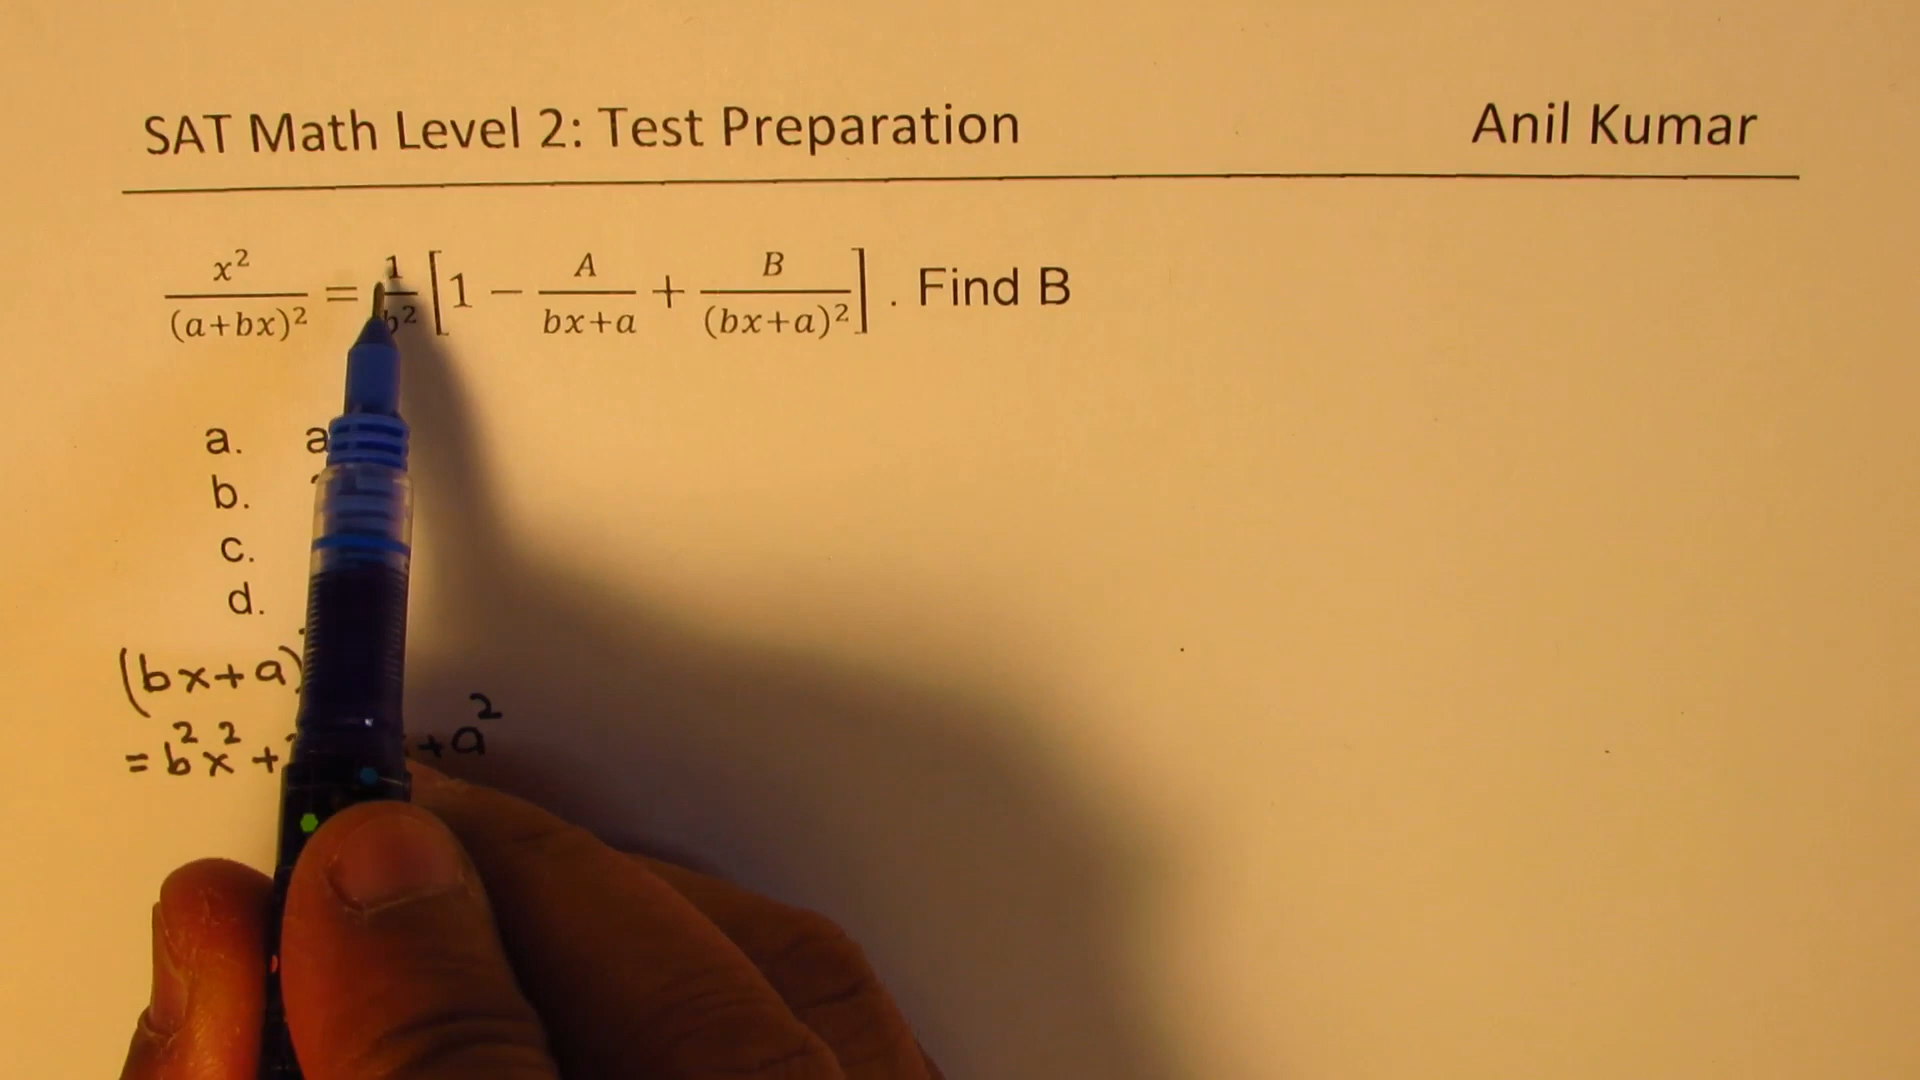 SAT Math Level 2: Test Preparation Anil Kumar
x²/(a+bx)² = 1/b² [1 − A/(bx+a) + B/(bx+a)²] . Find B
a. a
b.
c.
d.
(bx+a)
= b²x² + + a²